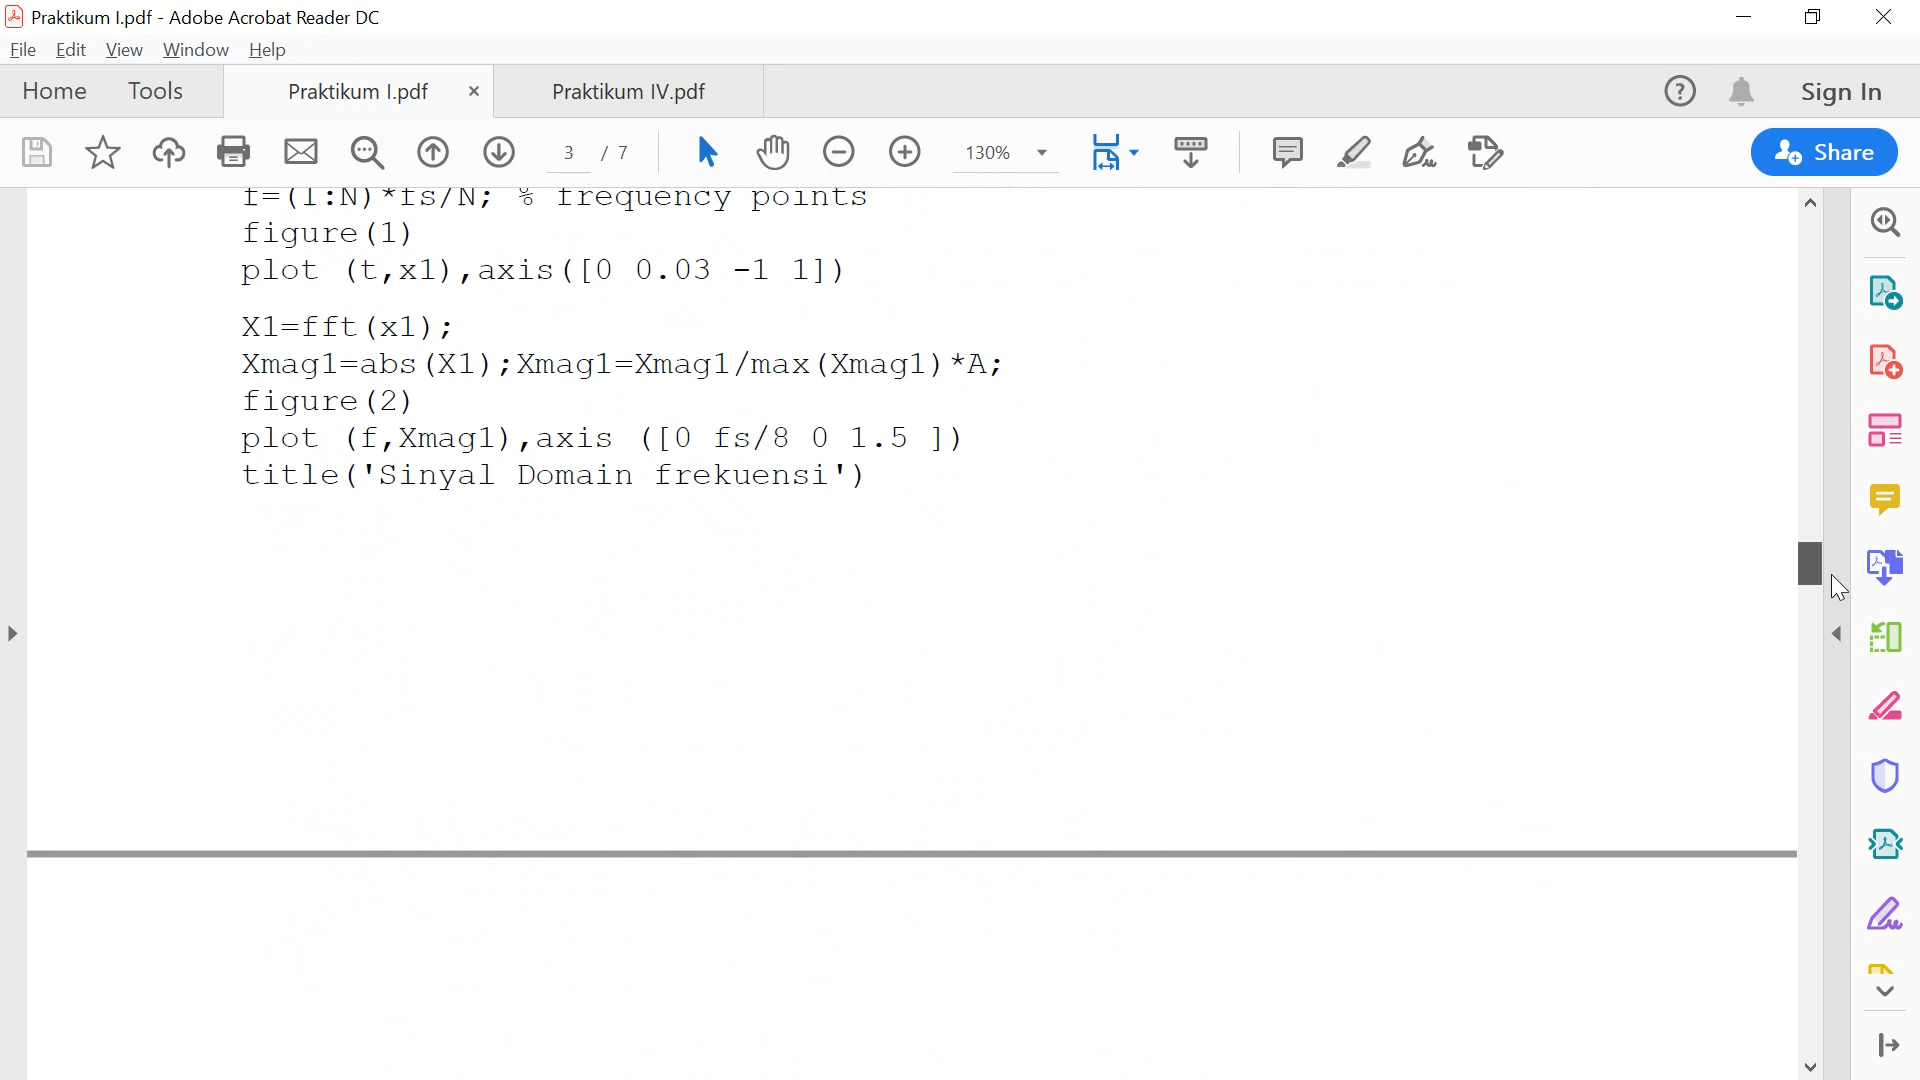 Praktikum I.pdf - Adobe Acrobat Reader DC
File Edit View Window Help
Home Tools Praktikum I.pdf × Praktikum IV.pdf ? Sign In
3 / 7 130% Share
f=(1:N)*fs/N; % frequency points
figure(1)
plot (t,x1),axis([0 0.03 -1 1])
X1=fft(x1);
Xmag1=abs(X1);Xmag1=Xmag1/max(Xmag1)*A;
figure(2)
plot (f,Xmag1),axis ([0 fs/8 0 1.5 ])
title('Sinyal Domain frekuensi')